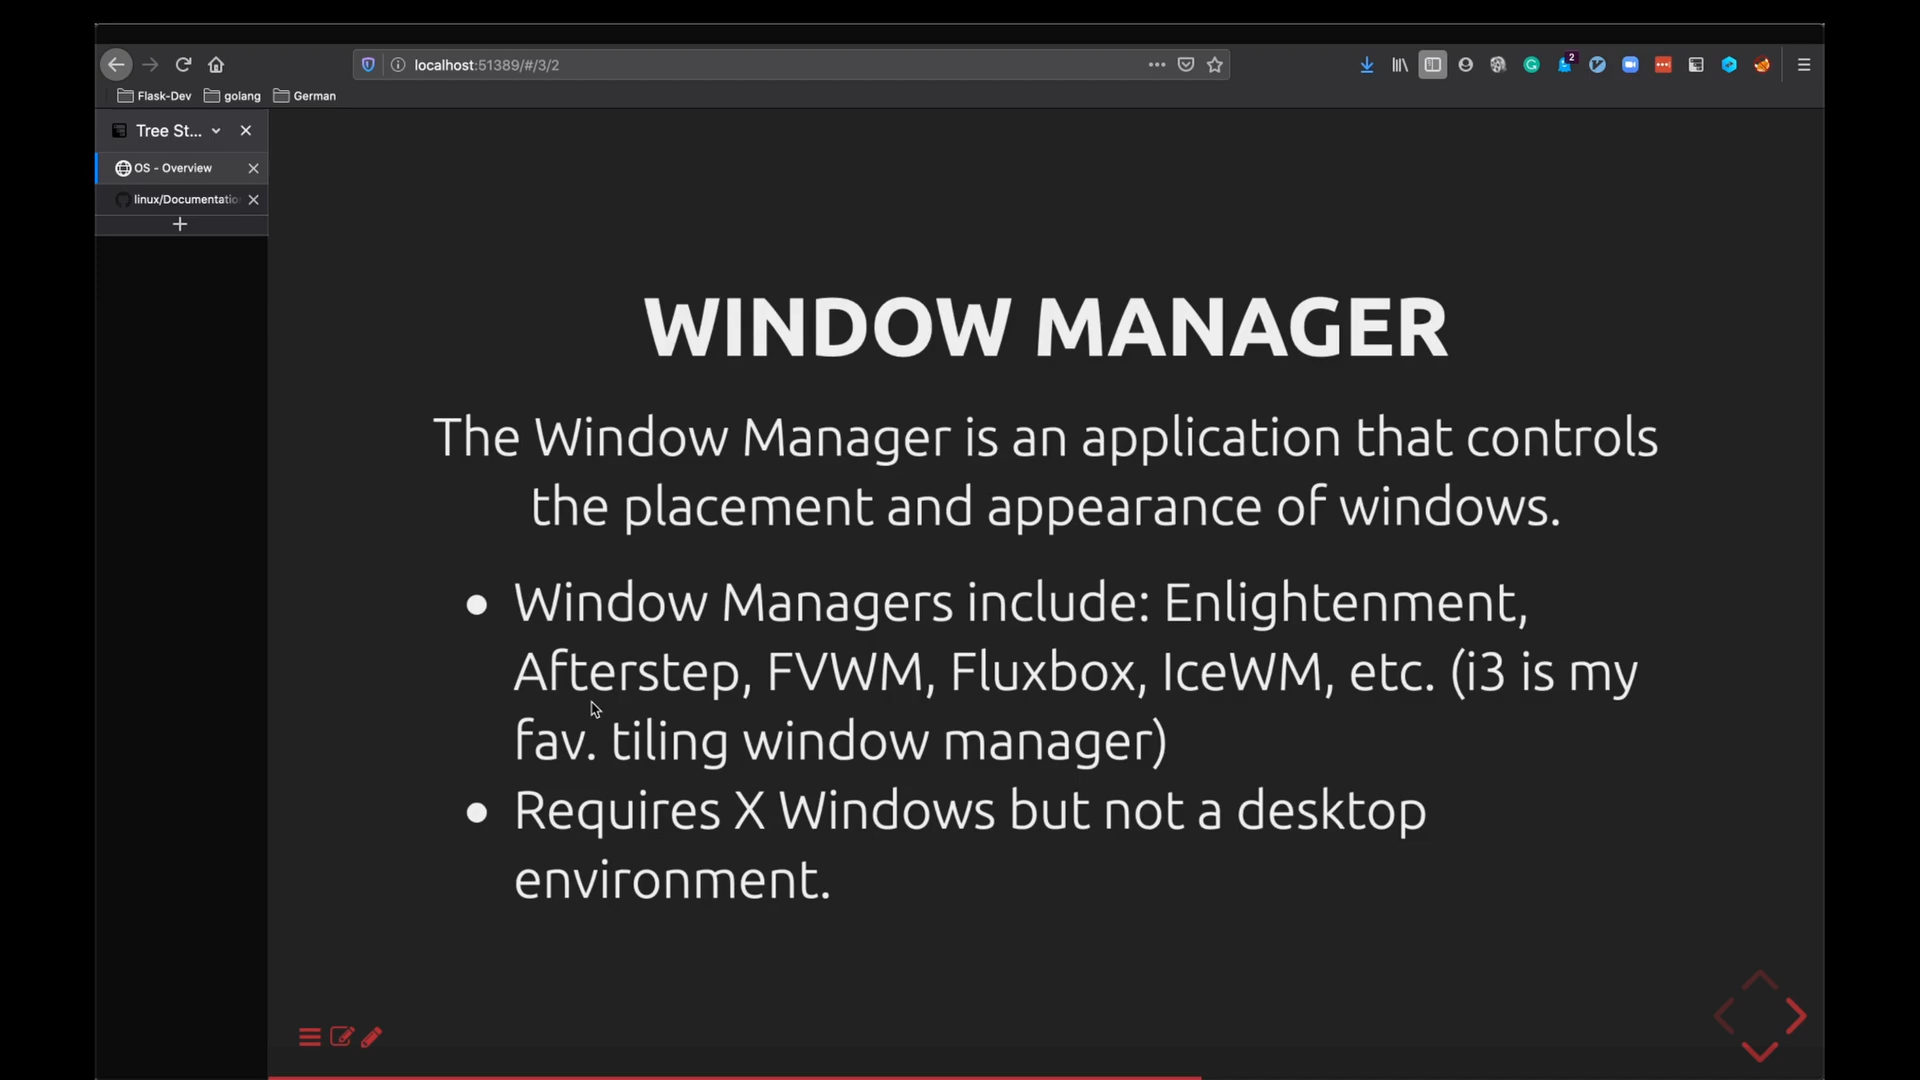 localhost:51389/#/3/2
2
Flask-Dev golang German
Tree St...
OS - Overview
linux/Documentatio
WINDOW MANAGER
The Window Manager is an application that controls
the placement and appearance of windows.
• Window Managers include: Enlightenment,
Afterstep, FVWM, Fluxbox, IceWM, etc. (i3 is my
fav. tiling window manager)
• Requires X Windows but not a desktop
environment.